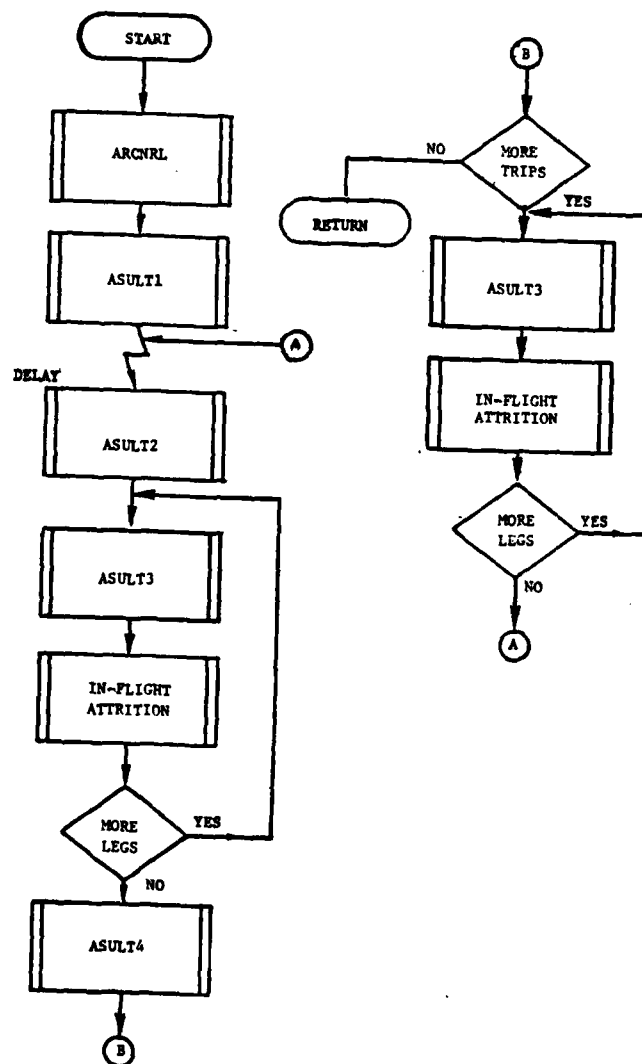 START
ARCNRL
ASULT1
A
DELAY
ASULT2
ASULT3
IN-FLIGHT
ATTRITION
MORE
LEGS
YES
NO
ASULT4
B
B
MORE
TRIPS
NO
YES
RETURN
ASULT3
IN-FLIGHT
ATTRITION
MORE
LEGS
YES
NO
A